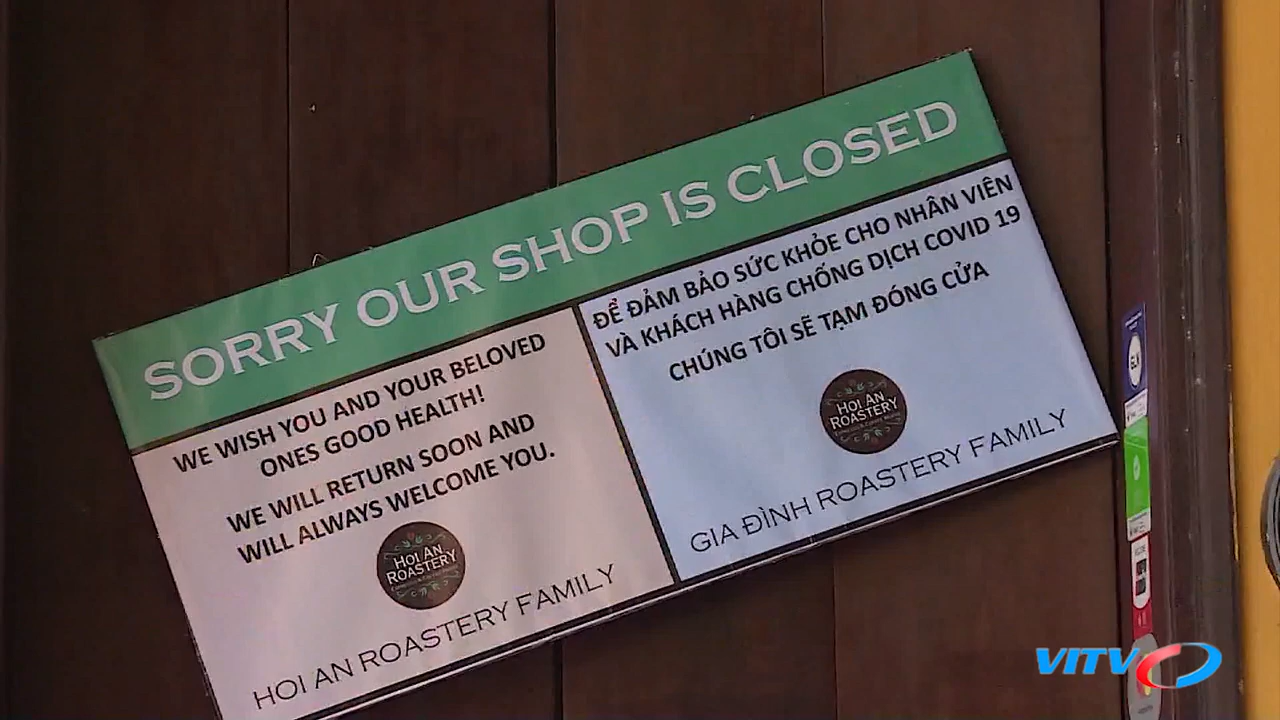 SORRY OUR SHOP IS CLOSED
WE WISH YOU AND YOUR BELOVED
ONES GOOD HEALTH!
WE WILL RETURN SOON AND
WILL ALWAYS WELCOME YOU.
HOI AN
ROASTERY
HOI AN ROASTERY FAMILY
ĐỂ ĐẢM BẢO SỨC KHỎE CHO NHÂN VIÊN
VÀ KHÁCH HÀNG CHỐNG DỊCH COVID 19
CHÚNG TÔI SẼ TẠM ĐÓNG CỬA
HOI AN
ROASTERY
GIA ĐÌNH ROASTERY FAMILY
VITV